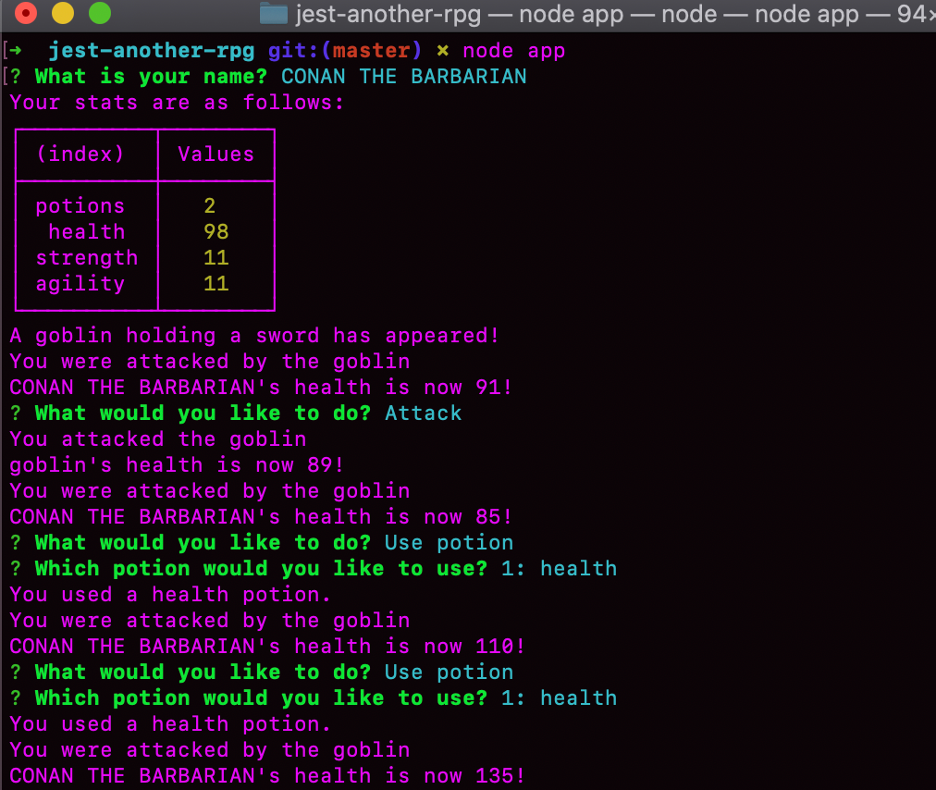 jest-another-rpg — node app — node — node app — 94×
[→ jest-another-rpg git:(master) × node app
[? What is your name? CONAN THE BARBARIAN
Your stats are as follows:
(index) Values
potions 2
health 98
strength 11
agility 11
A goblin holding a sword has appeared!
You were attacked by the goblin
CONAN THE BARBARIAN's health is now 91!
? What would you like to do? Attack
You attacked the goblin
goblin's health is now 89!
You were attacked by the goblin
CONAN THE BARBARIAN's health is now 85!
? What would you like to do? Use potion
? Which potion would you like to use? 1: health
You used a health potion.
You were attacked by the goblin
CONAN THE BARBARIAN's health is now 110!
? What would you like to do? Use potion
? Which potion would you like to use? 1: health
You used a health potion.
You were attacked by the goblin
CONAN THE BARBARIAN's health is now 135!